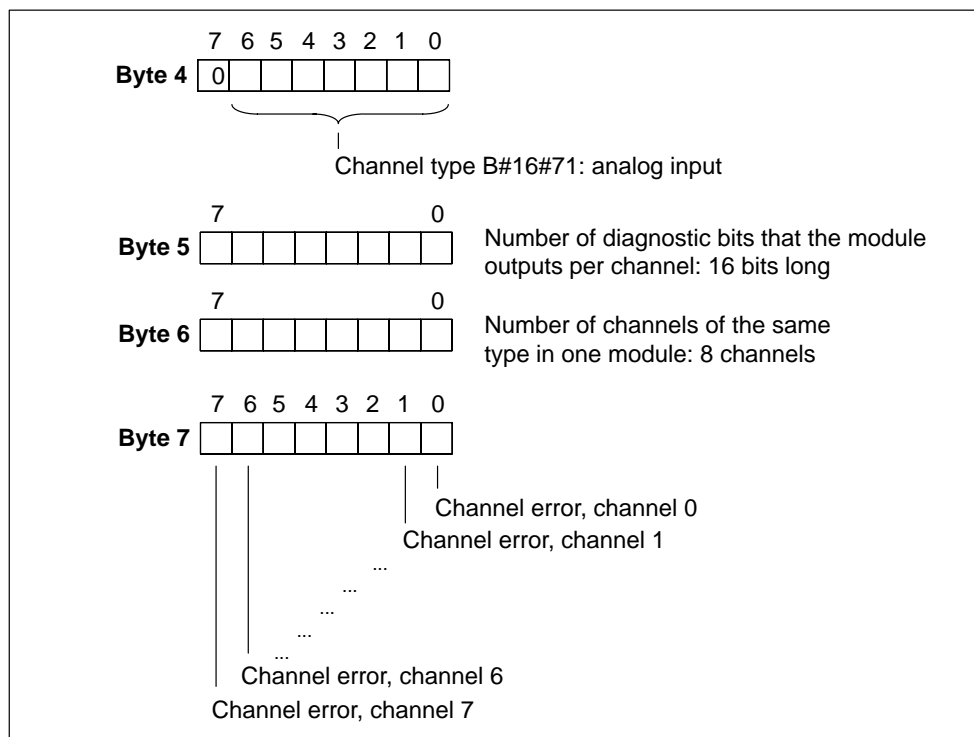 7 6 5 4 3 2 1 0
Byte 4 0
Channel type B#16#71: analog input
7 0
Byte 5
Number of diagnostic bits that the module
outputs per channel: 16 bits long
7 0
Byte 6
Number of channels of the same
type in one module: 8 channels
7 6 5 4 3 2 1 0
Byte 7
Channel error, channel 0
Channel error, channel 1
...
...
...
...
...
Channel error, channel 6
Channel error, channel 7